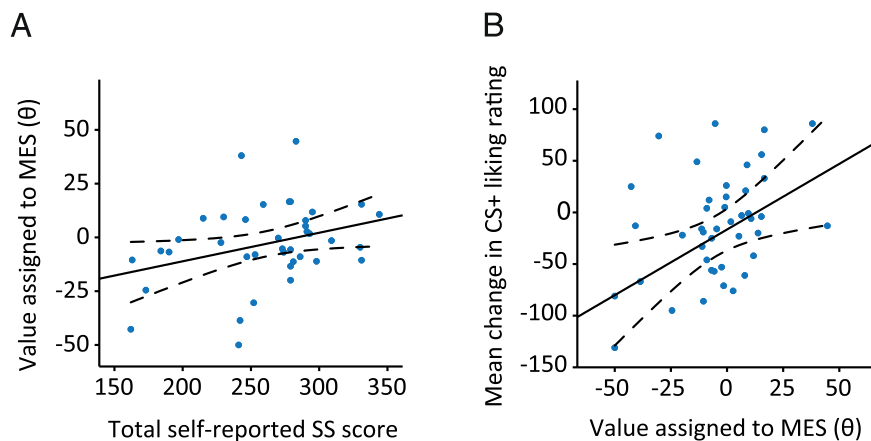 A
Value assigned to MES (θ)
50
25
0
-25
-50
150 200 250 300 350
Total self-reported SS score
B
Mean change in CS+ liking rating
100
50
0
-50
-100
-150
-50 -25 0 25 50
Value assigned to MES (θ)